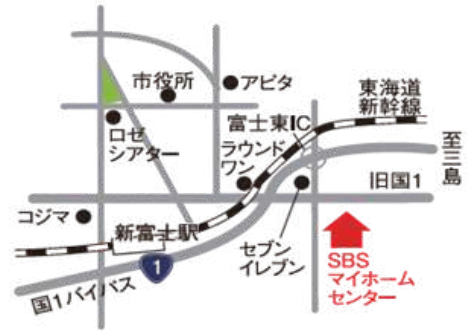 市役所
アピタ
東海道
新幹線
ロゼ
シアター
富士東IC
ラウンド
ワン
至三島
旧国1
コジマ
新富士駅
セブン
イレブン
SBS
マイホーム
センター
1
国1バイパス